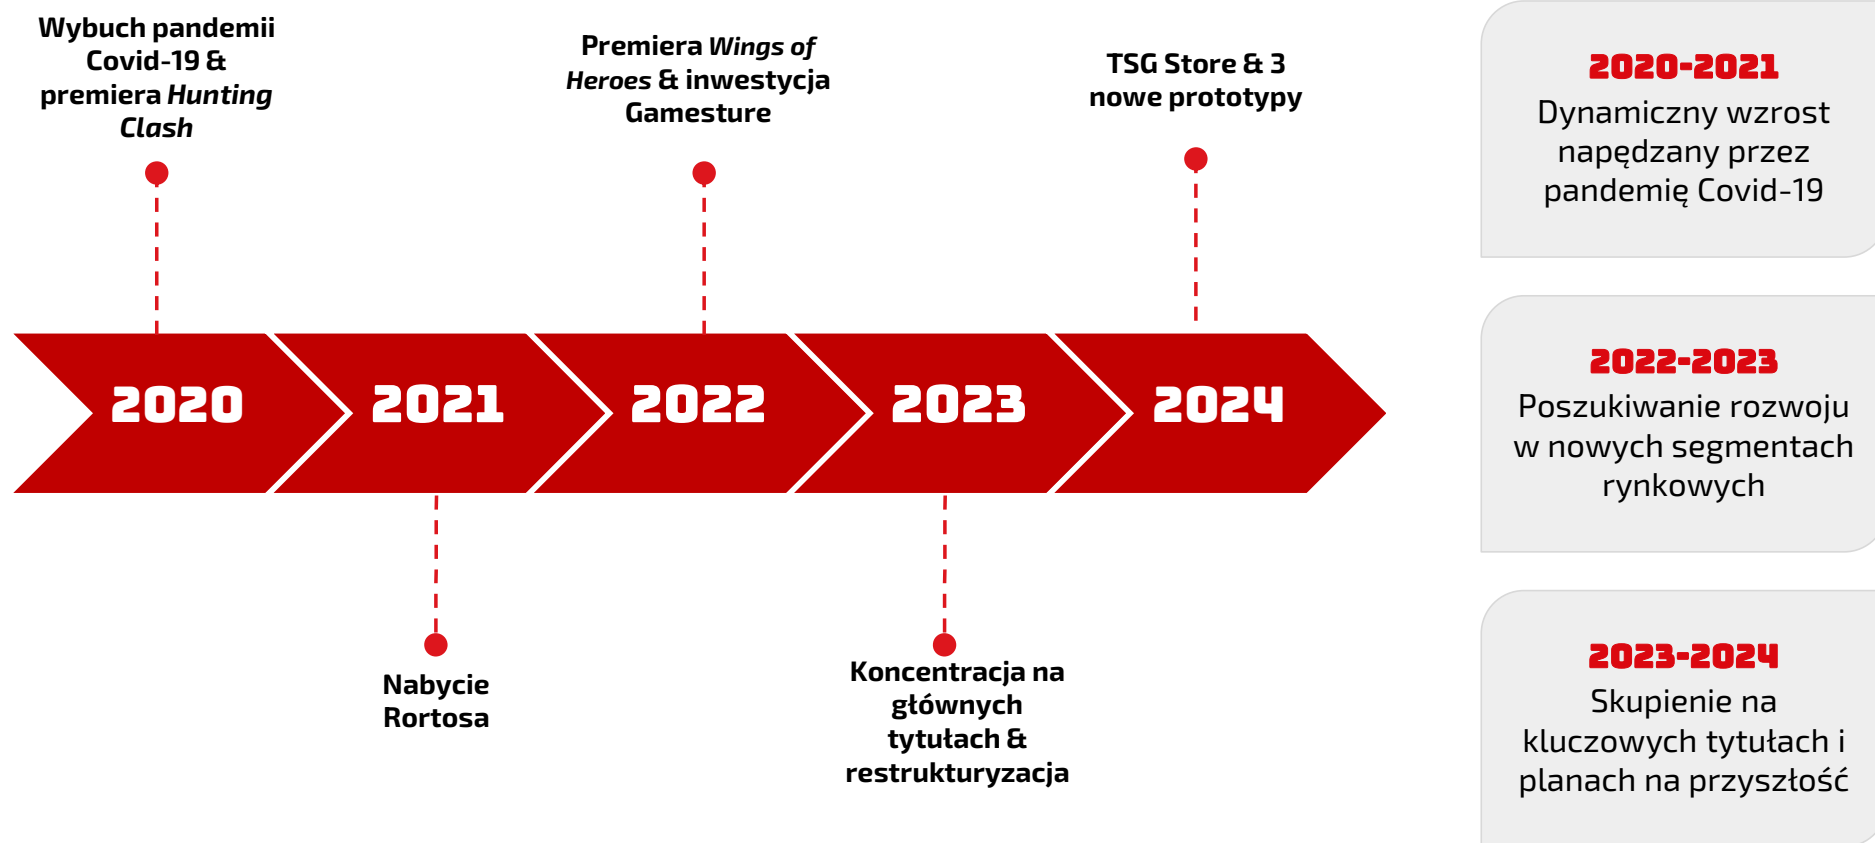 Wybuch pandemii
Covid-19 &
premiera Hunting
Clash
Premiera Wings of
Heroes & inwestycja
Gamesture
TSG Store & 3
nowe prototypy
2020
2021
2022
2023
2024
Nabycie
Rortosa
Koncentracja na
głównych
tytułach &
restrukturyzacja
2020-2021
Dynamiczny wzrost
napędzany przez
pandemię Covid-19
2022-2023
Poszukiwanie rozwoju
w nowych segmentach
rynkowych
2023-2024
Skupienie na
kluczowych tytułach i
planach na przyszłość